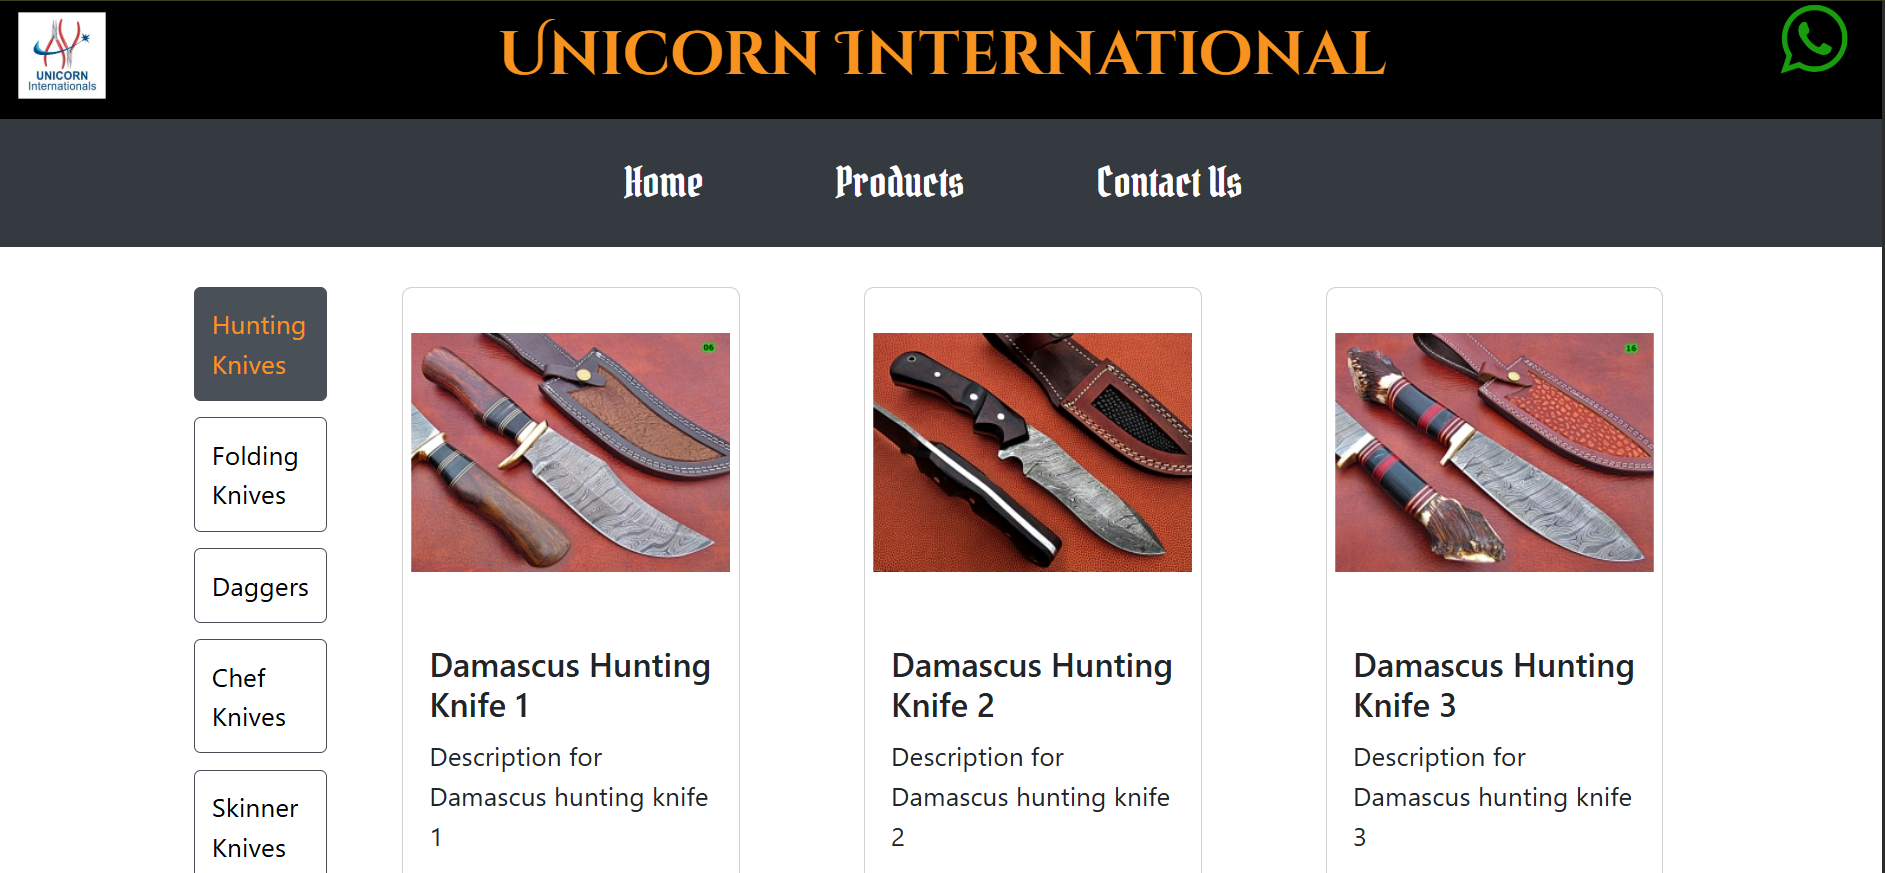 UNICORN
Internationals
Unicorn International
Home
Products
Contact Us
Hunting
Knives
Folding
Knives
Daggers
Chef
Knives
Skinner
Knives
06
Damascus Hunting
Knife 1
Description for
Damascus hunting knife
1
Damascus Hunting
Knife 2
Description for
Damascus hunting knife
2
16
Damascus Hunting
Knife 3
Description for
Damascus hunting knife
3